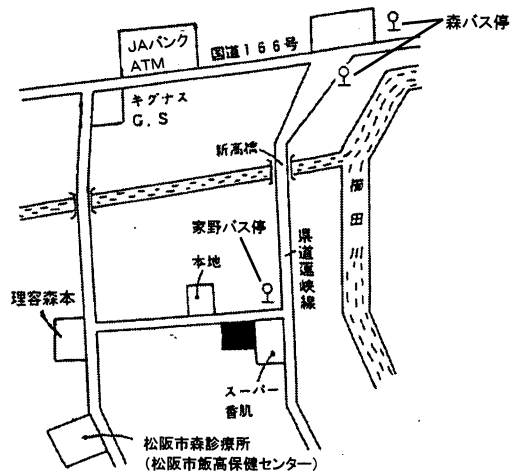 JAバンク
ATM
国道166号
森バス停
キグナス
G.S
新高橋
櫛田川
家野バス停
県道蓮峡線
本地
理容森本
スーパー
香肌
松阪市森診療所
(松阪市飯高保健センター)